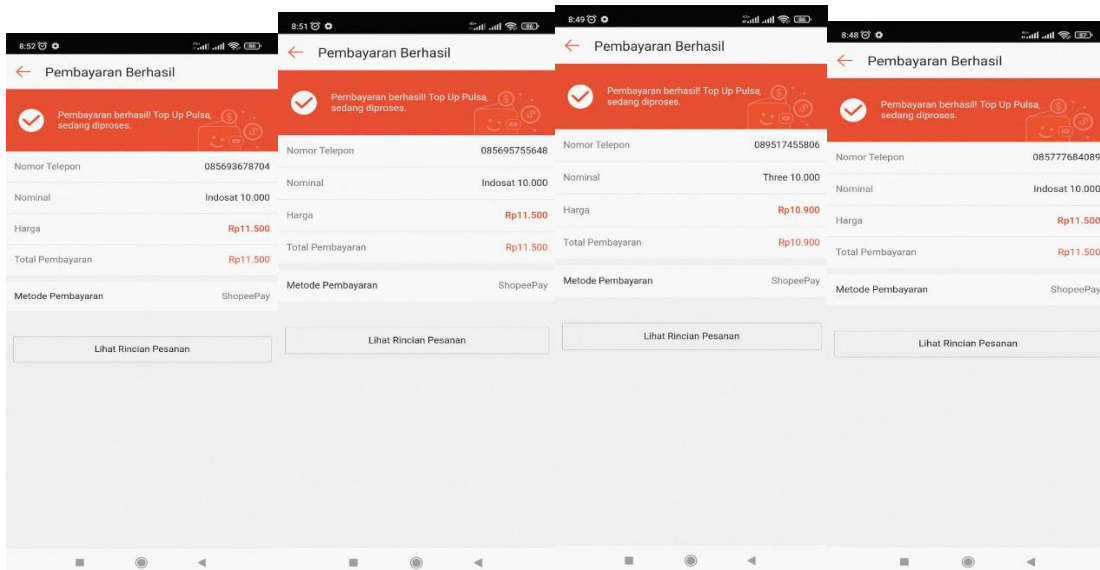 8:52
Pembayaran Berhasil
Pembayaran berhasil! Top Up Pulsa,
sedang diproses.
Nomor Telepon 085693678704
Nominal Indosat 10.000
Harga Rp11.500
Total Pembayaran Rp11.500
Metode Pembayaran ShopeePay
Lihat Rincian Pesanan
8:51
Pembayaran Berhasil
Pembayaran berhasil! Top Up Pulsa,
sedang diproses.
Nomor Telepon 085695755648
Nominal Indosat 10.000
Harga Rp11.500
Total Pembayaran Rp11.500
Metode Pembayaran ShopeePay
Lihat Rincian Pesanan
8:49
Pembayaran Berhasil
Pembayaran berhasil! Top Up Pulsa,
sedang diproses.
Nomor Telepon 089517455806
Nominal Three 10.000
Harga Rp10.900
Total Pembayaran Rp10.900
Metode Pembayaran ShopeePay
Lihat Rincian Pesanan
8:48
Pembayaran Berhasil
Pembayaran berhasil! Top Up Pulsa,
sedang diproses.
Nomor Telepon 085777684089
Nominal Indosat 10.000
Harga Rp11.500
Total Pembayaran Rp11.500
Metode Pembayaran ShopeePay
Lihat Rincian Pesanan